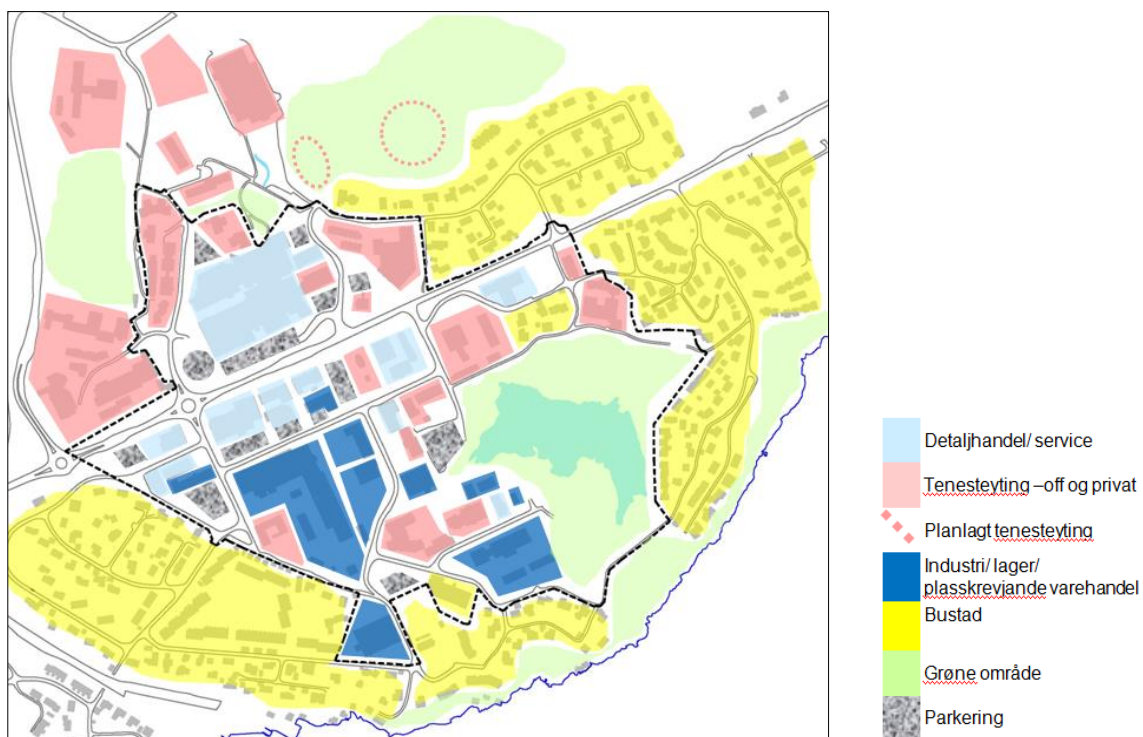 Detaljhandel/ service
Tenesteyting –off og privat
Planlagt tenesteyting
Industri/ lager/
plasskrevjande varehandel
Bustad
Grøne område
Parkering